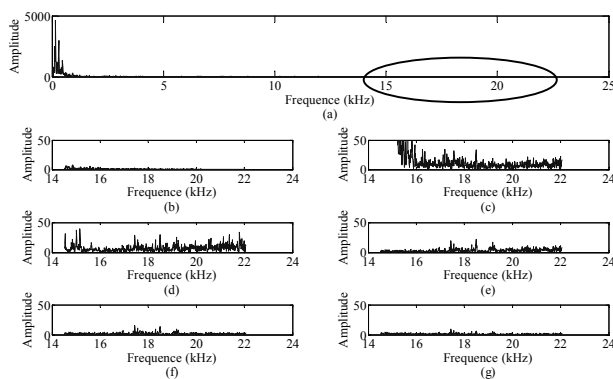 5000
Amplitude
0
0 5 10 15 20 25
Frequence (kHz)
(a)
50
Amplitude
0
14 16 18 20 22 24
Frequence (kHz)
(b)
50
Amplitude
0
14 16 18 20 22 24
Frequence (kHz)
(c)
50
Amplitude
0
14 16 18 20 22 24
Frequence (kHz)
(d)
50
Amplitude
0
14 16 18 20 22 24
Frequence (kHz)
(e)
50
Amplitude
0
14 16 18 20 22 24
Frequence (kHz)
(f)
50
Amplitude
0
14 16 18 20 22 24
Frequence (kHz)
(g)